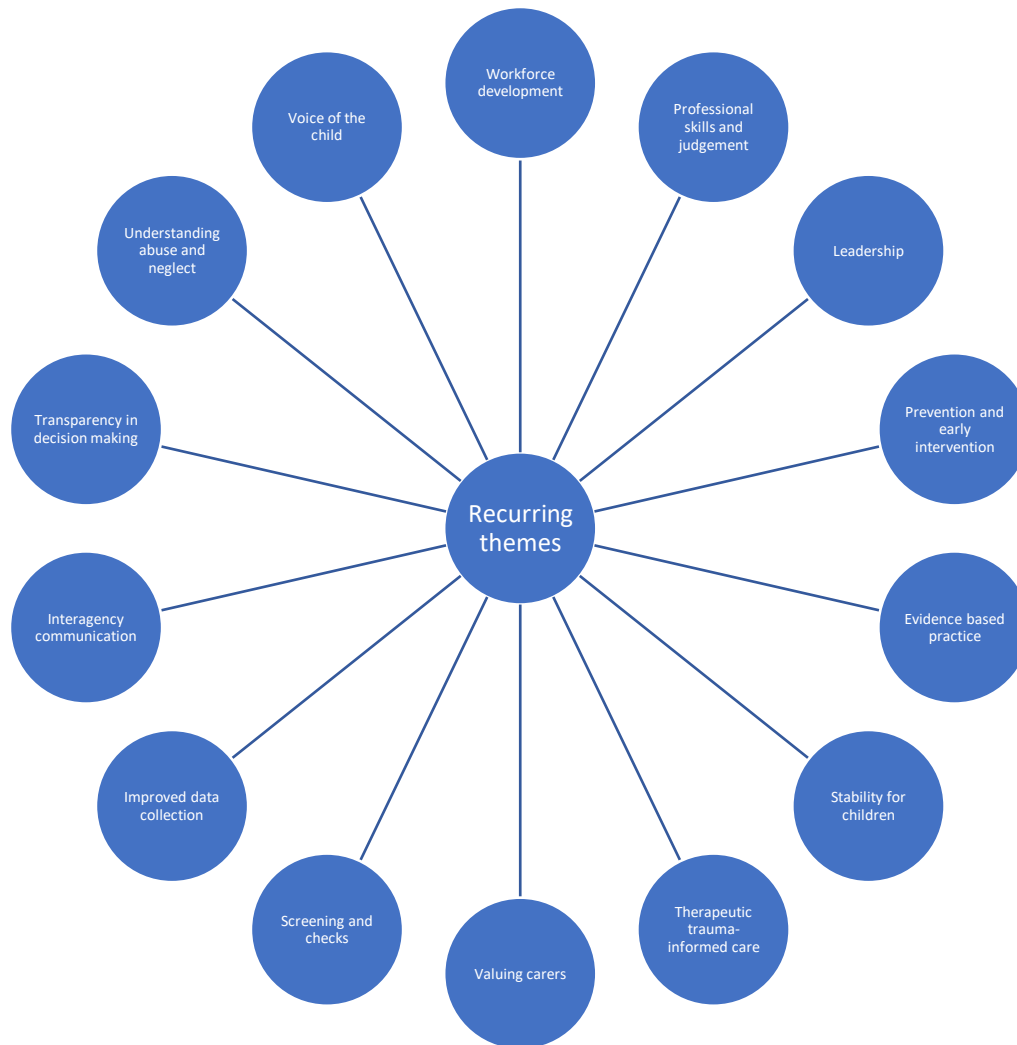 Workforce
development
Professional
skills and
judgement
Leadership
Prevention and
early
intervention
Evidence based
practice
Stability for
children
Therapeutic
trauma-
informed care
Valuing carers
Screening and
checks
Improved data
collection
Interagency
communication
Transparency in
decision making
Understanding
abuse and
neglect
Voice of the
child
Recurring
themes